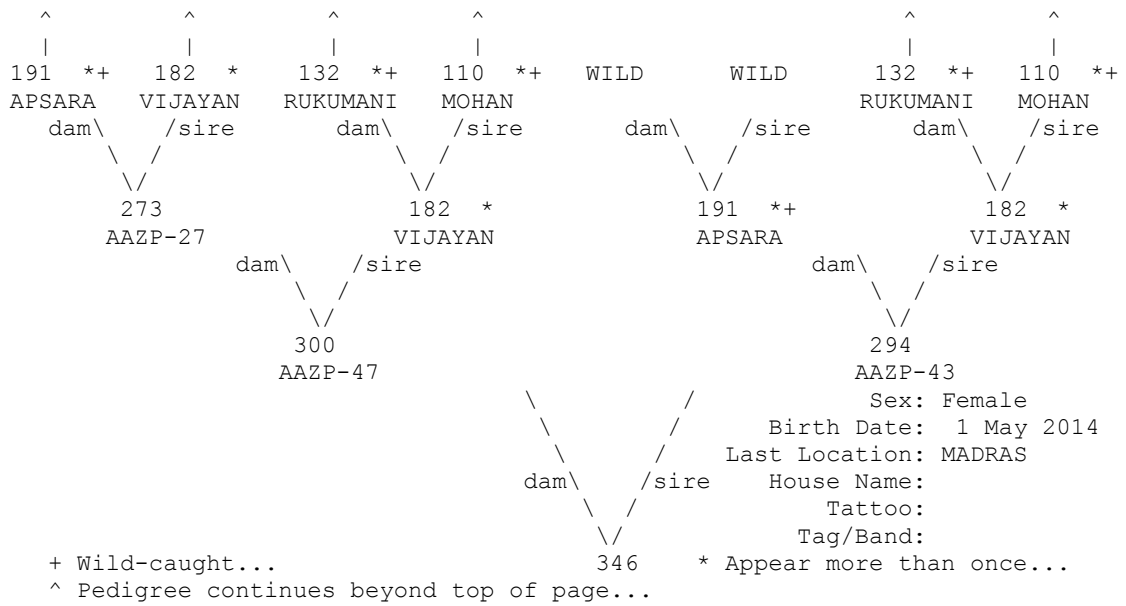 ^ ^ ^ ^ ^ ^
| | | | | |
191 *+ 182 * 132 *+ 110 *+ WILD WILD 132 *+ 110 *+
APSARA VIJAYAN RUKUMANI MOHAN RUKUMANI MOHAN
dam\ /sire dam\ /sire dam\ /sire dam\ /sire
\ / \ / \ / \ /
\/ \/ \/ \/
273 182 * 191 *+ 182 *
AAZP-27 VIJAYAN APSARA VIJAYAN
dam\ /sire dam\ /sire
\ / \ /
\/ \/
300 294
AAZP-47 AAZP-43
\ / Sex: Female
\ / Birth Date: 1 May 2014
\ / Last Location: MADRAS
dam\ /sire House Name:
\ / Tattoo:
\/ Tag/Band:
+ Wild-caught... 346 * Appear more than once...
^ Pedigree continues beyond top of page...